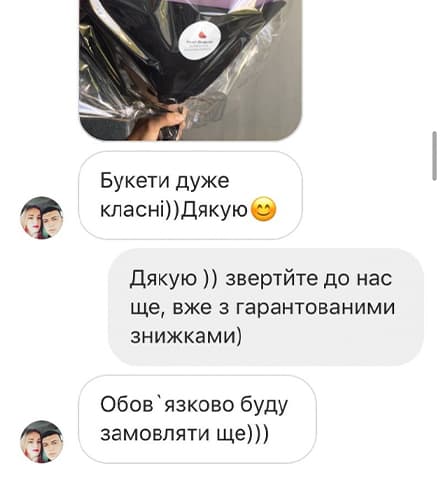 Букети дуже
класні))Дякую😊
Дякую )) звертйте до нас
ще, вже з гарантованими
знижками)
Обов`язково буду
замовляти ще)))